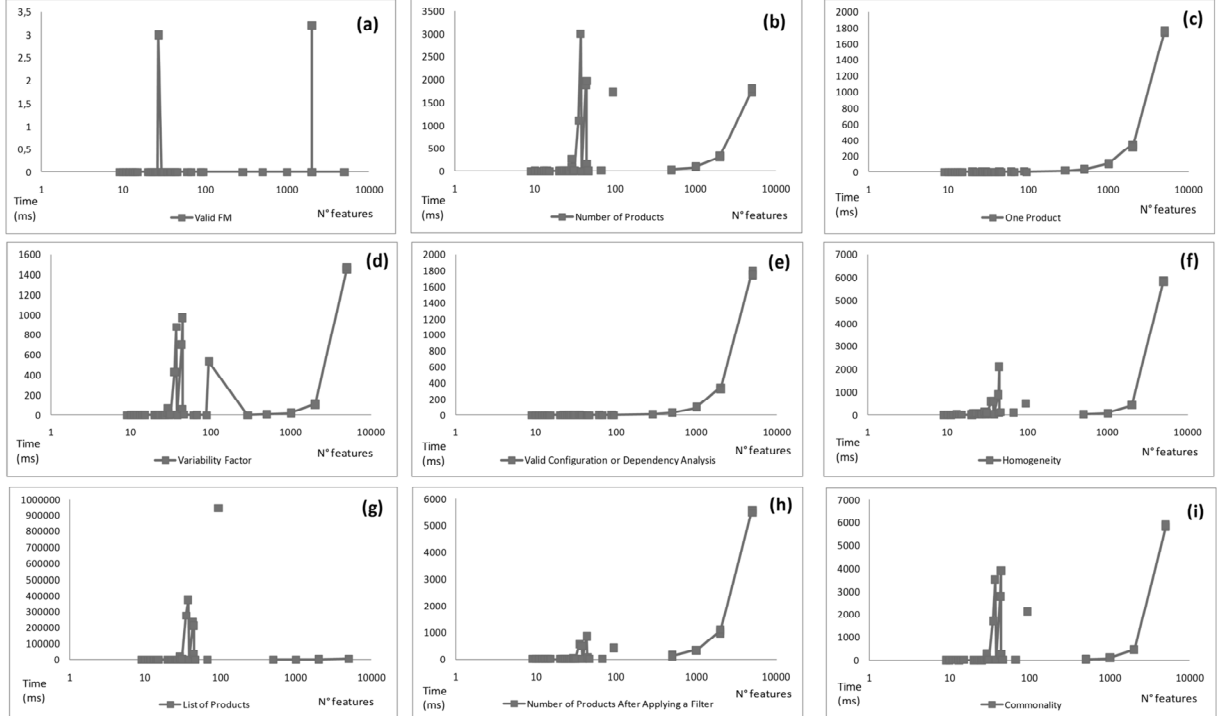 (a)
3,5
3
2,5
2
1,5
1
0,5
0
1 10 100 1000 10000
Time
(ms)
Valid FM
N° features
(b)
3500
3000
2500
2000
1500
1000
500
0
1 10 100 1000 10000
Time
(ms)
Number of Products
N° features
(c)
2000
1800
1600
1400
1200
1000
800
600
400
200
0
1 10 100 1000 10000
Time
(ms)
One Product
N° features
(d)
1600
1400
1200
1000
800
600
400
200
0
1 10 100 1000 10000
Time
(ms)
Variability Factor
N° features
(e)
2000
1800
1600
1400
1200
1000
800
600
400
200
0
1 10 100 1000 10000
Time
(ms)
Valid Configuration or Dependency Analysis
N° features
(f)
7000
6000
5000
4000
3000
2000
1000
0
1 10 100 1000 10000
Time
(ms)
Homogeneity
N° features
(g)
1000000
900000
800000
700000
600000
500000
400000
300000
200000
100000
0
1 10 100 1000 10000
Time
(ms)
List of Products
N° features
(h)
6000
5000
4000
3000
2000
1000
0
1 10 100 1000 10000
Time
(ms)
Number of Products After Applying a Filter
N° features
(i)
7000
6000
5000
4000
3000
2000
1000
0
1 10 100 1000 10000
Time
(ms)
Commonality
N° features